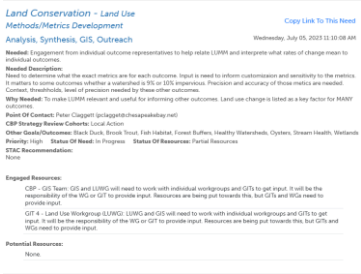 Land Conservation - Land Use
Methods/Metrics Development
Copy Link To This Need
Analysis, Synthesis, GIS, Outreach
Wednesday, July 05, 2023 11:10:08 AM
Needed: Engagement from individual outcome representatives to help relate LUMM and interprete what rates of change mean to
individual outcomes.
Needed Description:
Need to determine what the exact metrics are for each outcome. Input is need to inform customization and sensitivity to the metrics.
It matters to some outcomes whether a watershed is 9% or 10% impervious. Precision and accuracy of those metrics are needed.
Context, thresholds, level of precision needed by these other outcomes.
Why Needed: To make LUMM relevant and useful for informing other outcomes. Land use change is listed as a key factor for MANY
outcomes.
Point Of Contact: Peter Claggett (pclaggett@chesapeakebay.net)
CBP Strategy Review Cohorts: Local Action
Other Goals/Outcomes: Black Duck, Brook Trout, Fish Habitat, Forest Buffers, Healthy Watersheds, Oysters, Stream Health, Wetlands
Priority: High Status Of Need: In Progress Status Of Resources: Partial Resources
STAC Recommendation:
None
Engaged Resources:
CBP - GIS Team: GIS and LUWG will need to work with individual workgroups and GITs to get input. It will be the
responsibility of the WG or GIT to provide input. Resources are being put towards this, but GITs and WGs need to
provide input.
GIT 4 - Land Use Workgroup (LUWG): LUWG and GIS will need to work with individual workgroups and GITs to get
input. It will be the responsibility of the WG or GIT to provide input. Resources are being put towards this, but GITs and
WGs need to provide input.
Potential Resources:
None